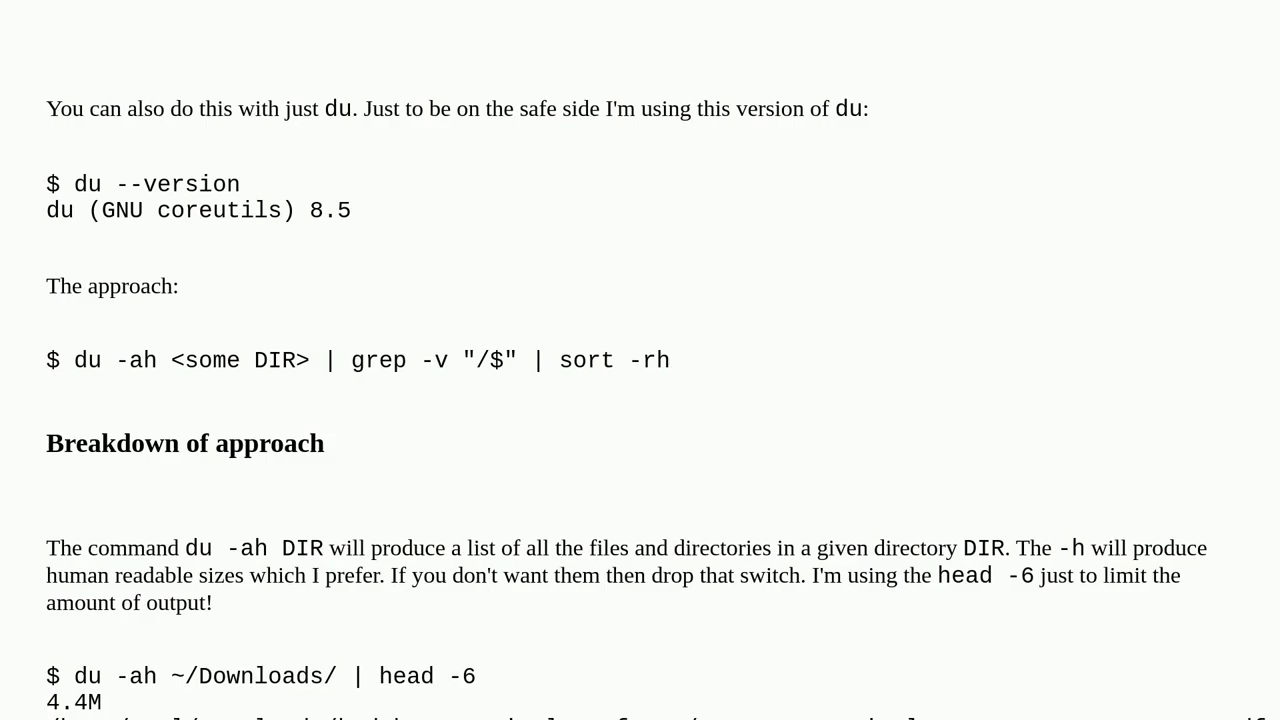 You can also do this with just du. Just to be on the safe side I'm using this version of du:
$ du --version
du (GNU coreutils) 8.5
The approach:
$ du -ah <some DIR> | grep -v "/$" | sort -rh
Breakdown of approach
The command du -ah DIR will produce a list of all the files and directories in a given directory DIR. The -h will produce
human readable sizes which I prefer. If you don't want them then drop that switch. I'm using the head -6 just to limit the
amount of output!
$ du -ah ~/Downloads/ | head -6
4.4M